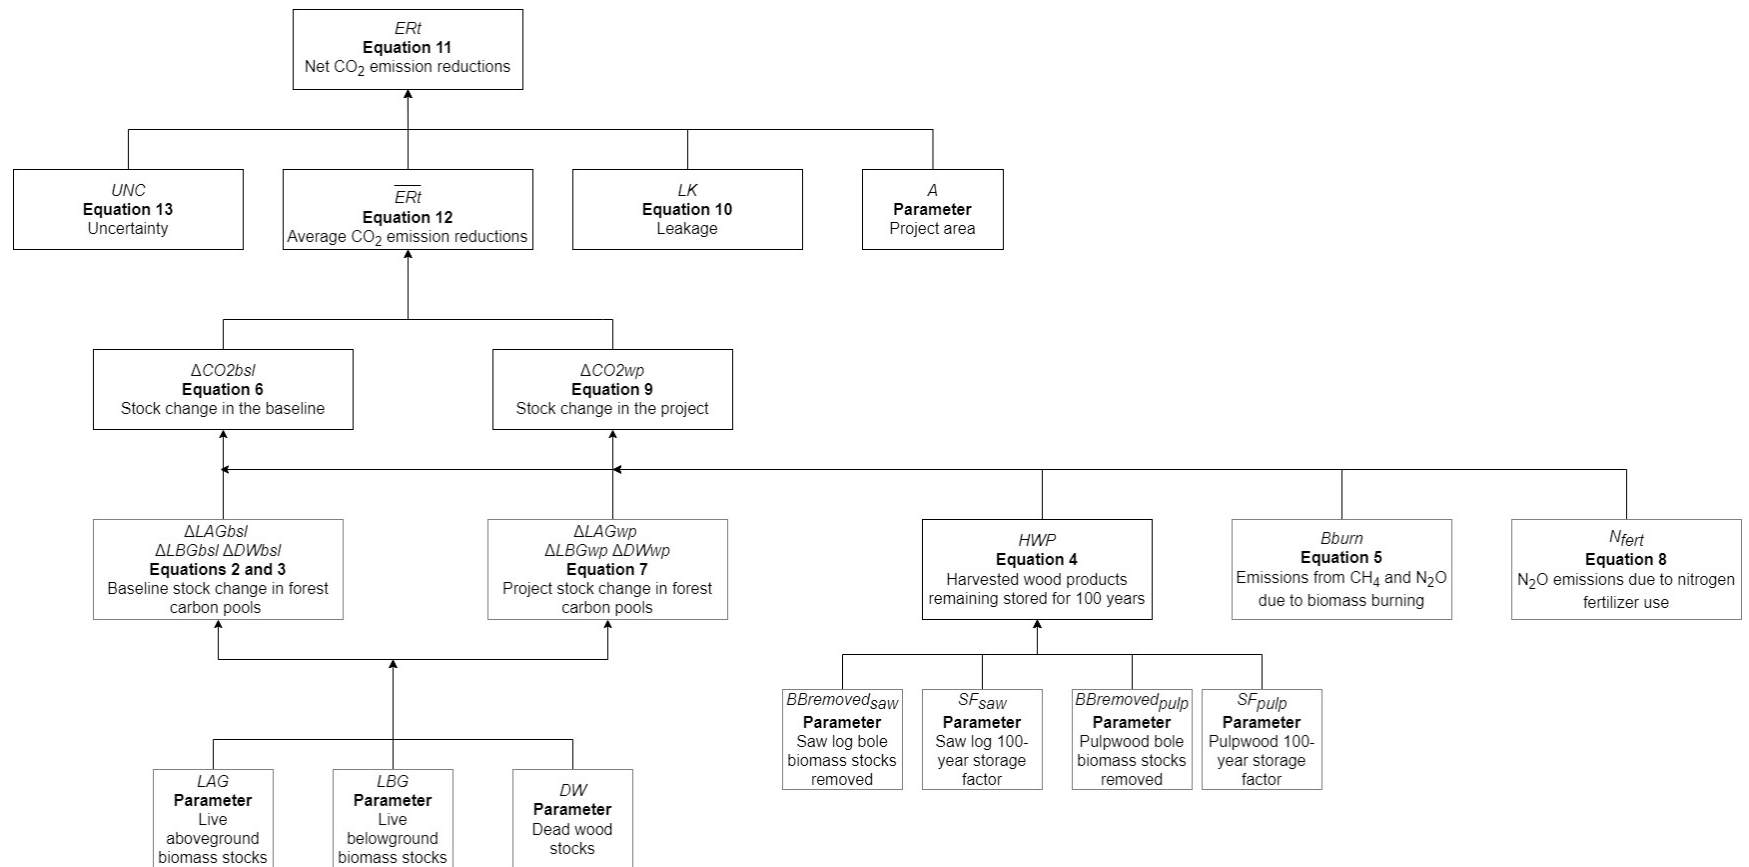 ERt
Equation 11
Net CO₂ emission reductions
UNC
Equation 13
Uncertainty
E̅R̅t̅
Equation 12
Average CO₂ emission reductions
LK
Equation 10
Leakage
A
Parameter
Project area
ΔCO2bsl
Equation 6
Stock change in the baseline
ΔCO2wp
Equation 9
Stock change in the project
ΔLAGbsl
ΔLBGbsl ΔDWbsl
Equations 2 and 3
Baseline stock change in forest
carbon pools
ΔLAGwp
ΔLBGwp ΔDWwp
Equation 7
Project stock change in forest
carbon pools
HWP
Equation 4
Harvested wood products
remaining stored for 100 years
Bburn
Equation 5
Emissions from CH₄ and N₂O
due to biomass burning
Nfert
Equation 8
N₂O emissions due to nitrogen
fertilizer use
BBremovedsaw
Parameter
Saw log bole
biomass stocks
removed
SFsaw
Parameter
Saw log 100-
year storage
factor
BBremovedpulp
Parameter
Pulpwood bole
biomass stocks
removed
SFpulp
Parameter
Pulpwood 100-
year storage
factor
LAG
Parameter
Live
aboveground
biomass stocks
LBG
Parameter
Live
belowground
biomass stocks
DW
Parameter
Dead wood
stocks